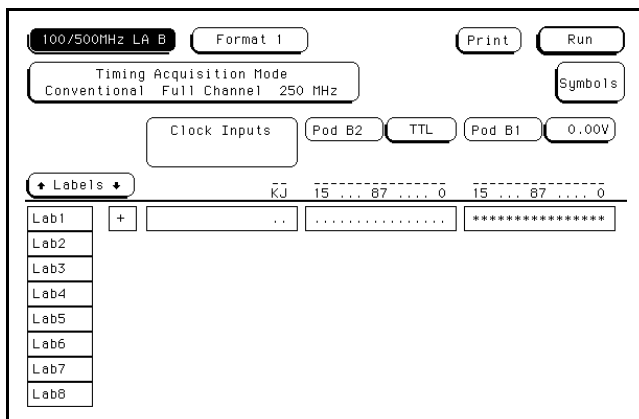 100/500MHz LA B Format 1 Print Run
Timing Acquisition Mode
Conventional Full Channel 250 MHz
Symbols
Clock Inputs Pod B2 TTL Pod B1 0.00V
↑ Labels ↓
KJ 15 ... 87 .... 0 15 ... 87 .... 0
Lab1 + .. ................ ****************
Lab2
Lab3
Lab4
Lab5
Lab6
Lab7
Lab8